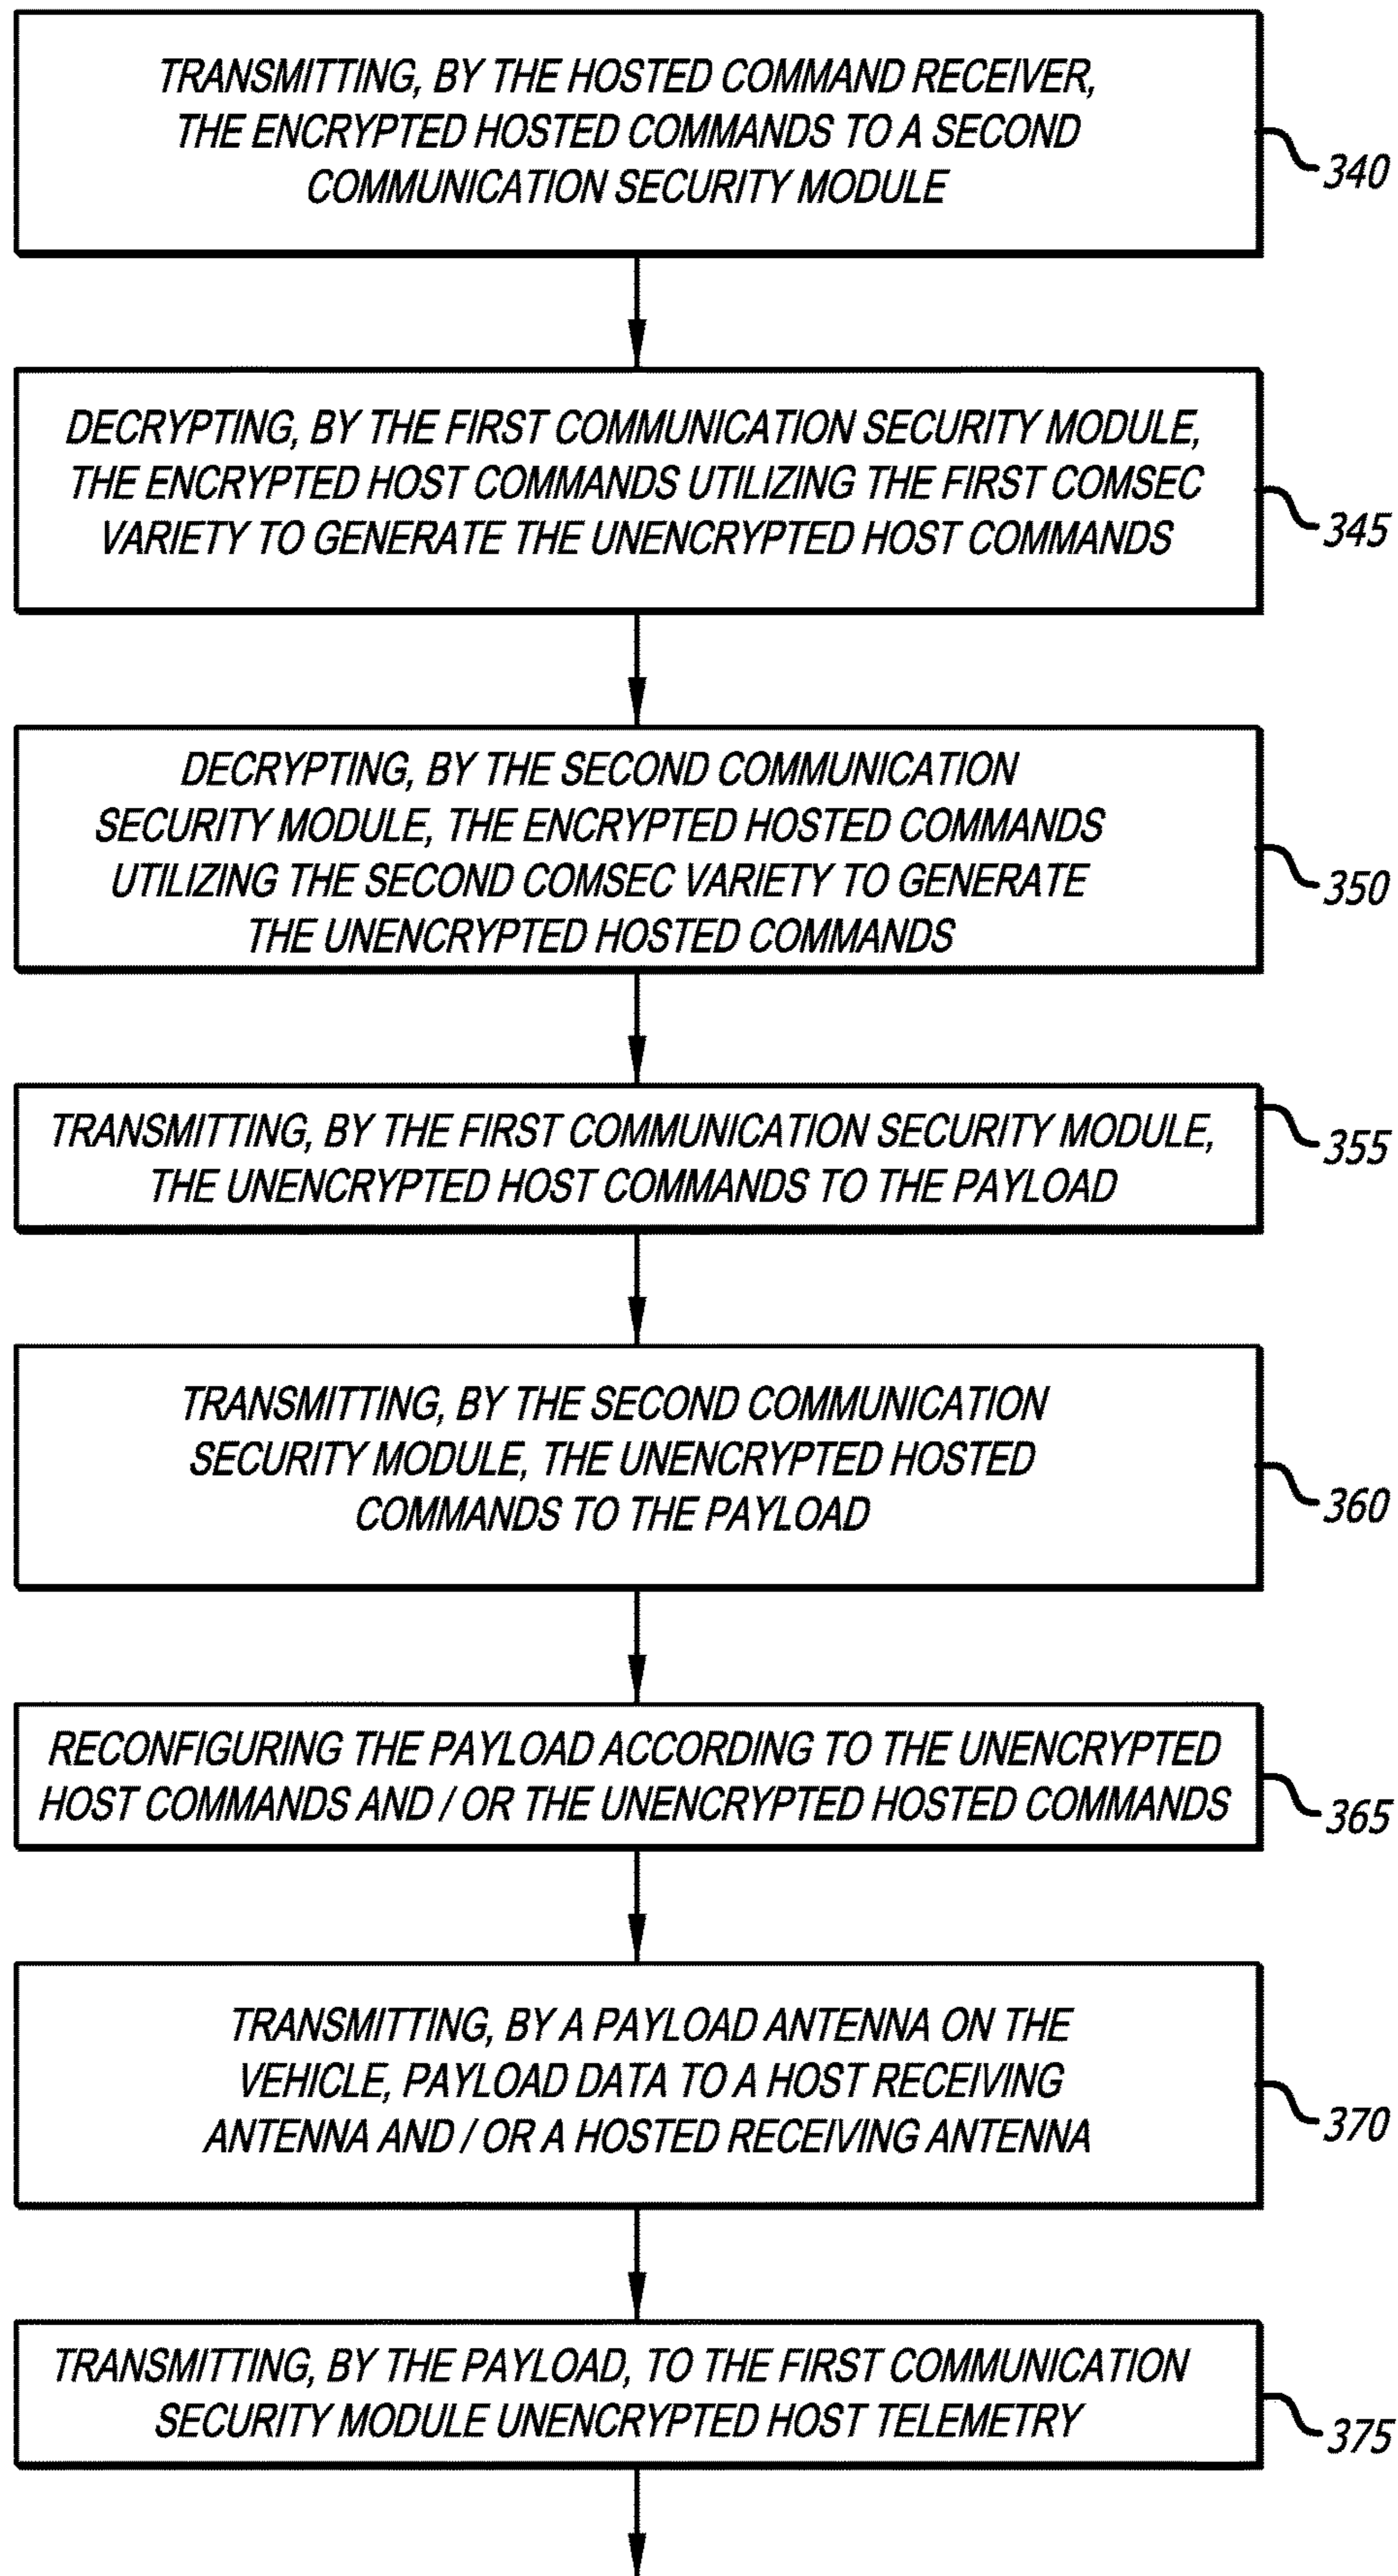 TRANSMITTING, BY THE HOSTED COMMAND RECEIVER,
THE ENCRYPTED HOSTED COMMANDS TO A SECOND
COMMUNICATION SECURITY MODULE
340
DECRYPTING, BY THE FIRST COMMUNICATION SECURITY MODULE,
THE ENCRYPTED HOST COMMANDS UTILIZING THE FIRST COMSEC
VARIETY TO GENERATE THE UNENCRYPTED HOST COMMANDS
345
DECRYPTING, BY THE SECOND COMMUNICATION
SECURITY MODULE, THE ENCRYPTED HOSTED COMMANDS
UTILIZING THE SECOND COMSEC VARIETY TO GENERATE
THE UNENCRYPTED HOSTED COMMANDS
350
TRANSMITTING, BY THE FIRST COMMUNICATION SECURITY MODULE,
THE UNENCRYPTED HOST COMMANDS TO THE PAYLOAD
355
TRANSMITTING, BY THE SECOND COMMUNICATION
SECURITY MODULE, THE UNENCRYPTED HOSTED
COMMANDS TO THE PAYLOAD
360
RECONFIGURING THE PAYLOAD ACCORDING TO THE UNENCRYPTED
HOST COMMANDS AND / OR THE UNENCRYPTED HOSTED COMMANDS
365
TRANSMITTING, BY A PAYLOAD ANTENNA ON THE
VEHICLE, PAYLOAD DATA TO A HOST RECEIVING
ANTENNA AND / OR A HOSTED RECEIVING ANTENNA
370
TRANSMITTING, BY THE PAYLOAD, TO THE FIRST COMMUNICATION
SECURITY MODULE UNENCRYPTED HOST TELEMETRY
375